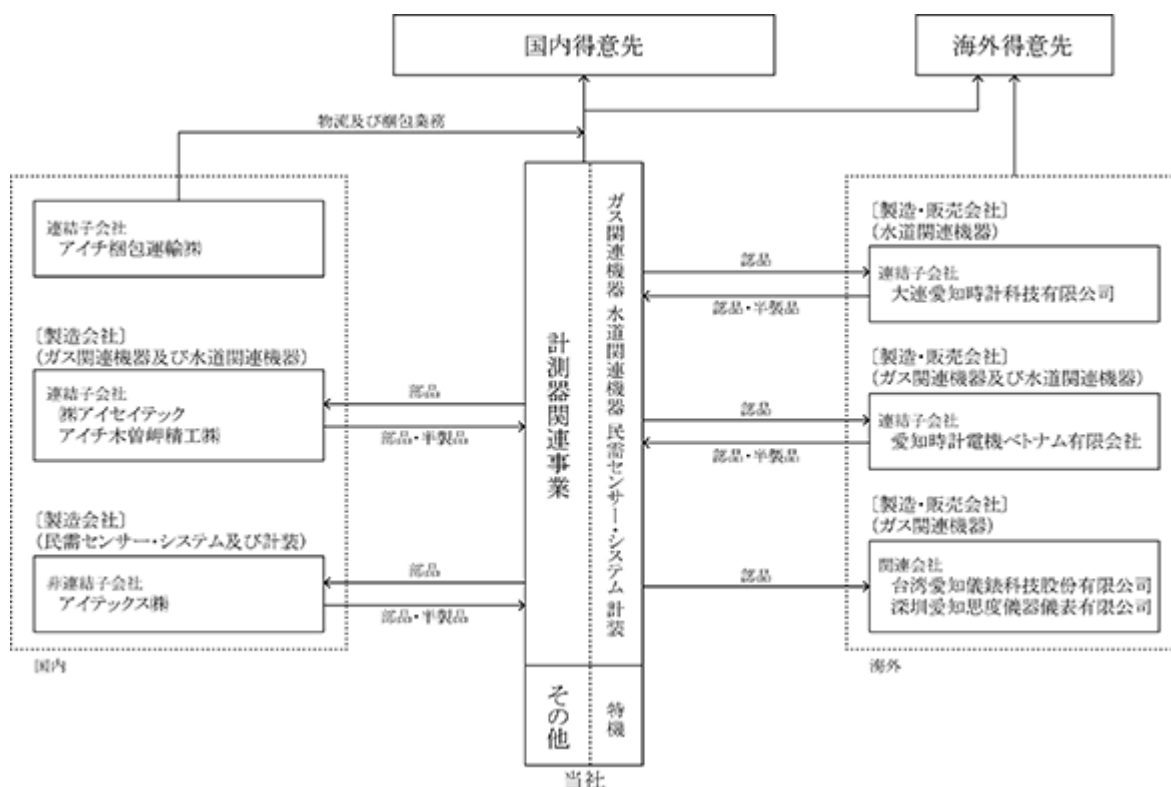 国内得意先
海外得意先
物流及び梱包業務
連結子会社
アイチ梱包運輸㈱
〔製造会社〕
(ガス関連機器及び水道関連機器)
連結子会社
㈱アイセイテック
アイチ木曽岬精工㈱
部品
部品・半製品
〔製造会社〕
(民需センサー・システム及び計装)
非連結子会社
アイテックス㈱
部品
部品・半製品
国内
計測器関連事業
ガス関連機器 水道関連機器 民需センサー・システム 計装
その他
特機
当社
〔製造・販売会社〕
(水道関連機器)
連結子会社
大連愛知時計科技有限公司
部品
部品・半製品
〔製造・販売会社〕
(ガス関連機器及び水道関連機器)
連結子会社
愛知時計電機ベトナム有限会社
部品
部品・半製品
〔製造・販売会社〕
(ガス関連機器)
関連会社
台湾愛知儀錶科技股份有限公司
深圳愛知思度儀器儀表有限公司
部品
海外